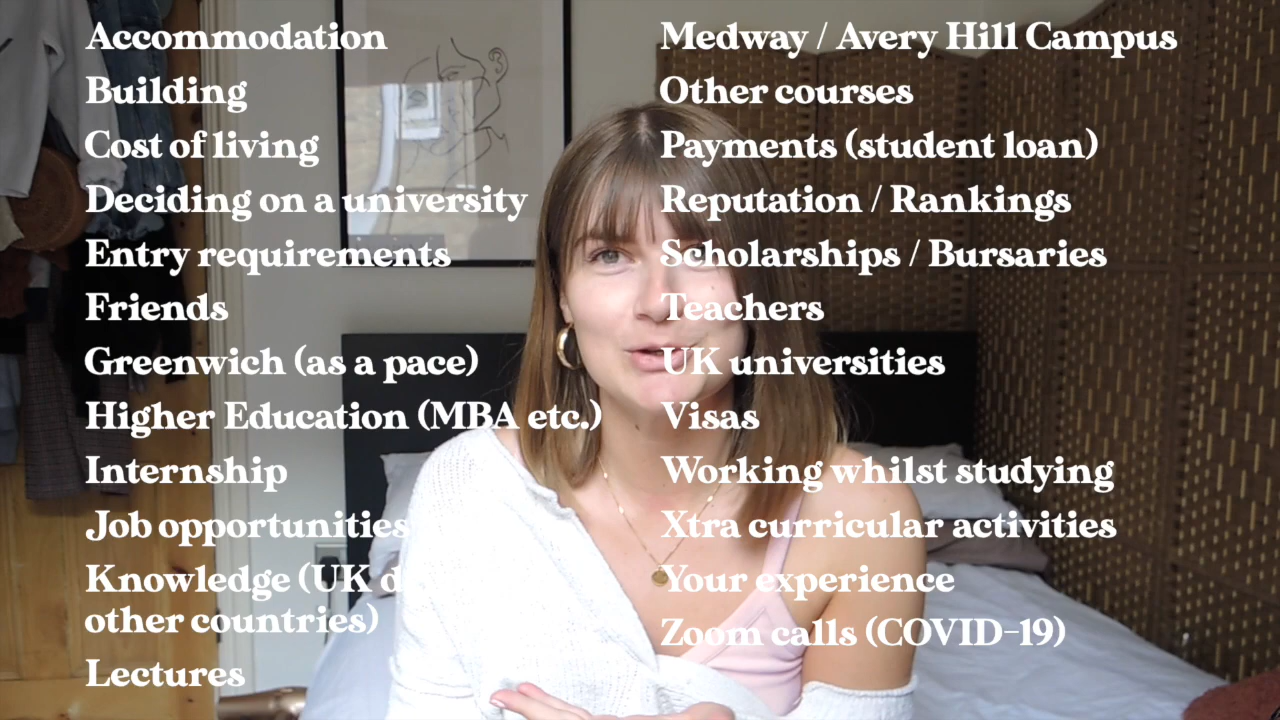 Accommodation
Building
Cost of living
Deciding on a university
Entry requirements
Friends
Greenwich (as a pace)
Higher Education (MBA etc.)
Internship
Job opportunities
Knowledge (UK d
other countries)
Lectures
Medway / Avery Hill Campus
Other courses
Payments (student loan)
Reputation / Rankings
Scholarships / Bursaries
Teachers
UK universities
Visas
Working whilst studying
Xtra curricular activities
Your experience
Zoom calls (COVID-19)